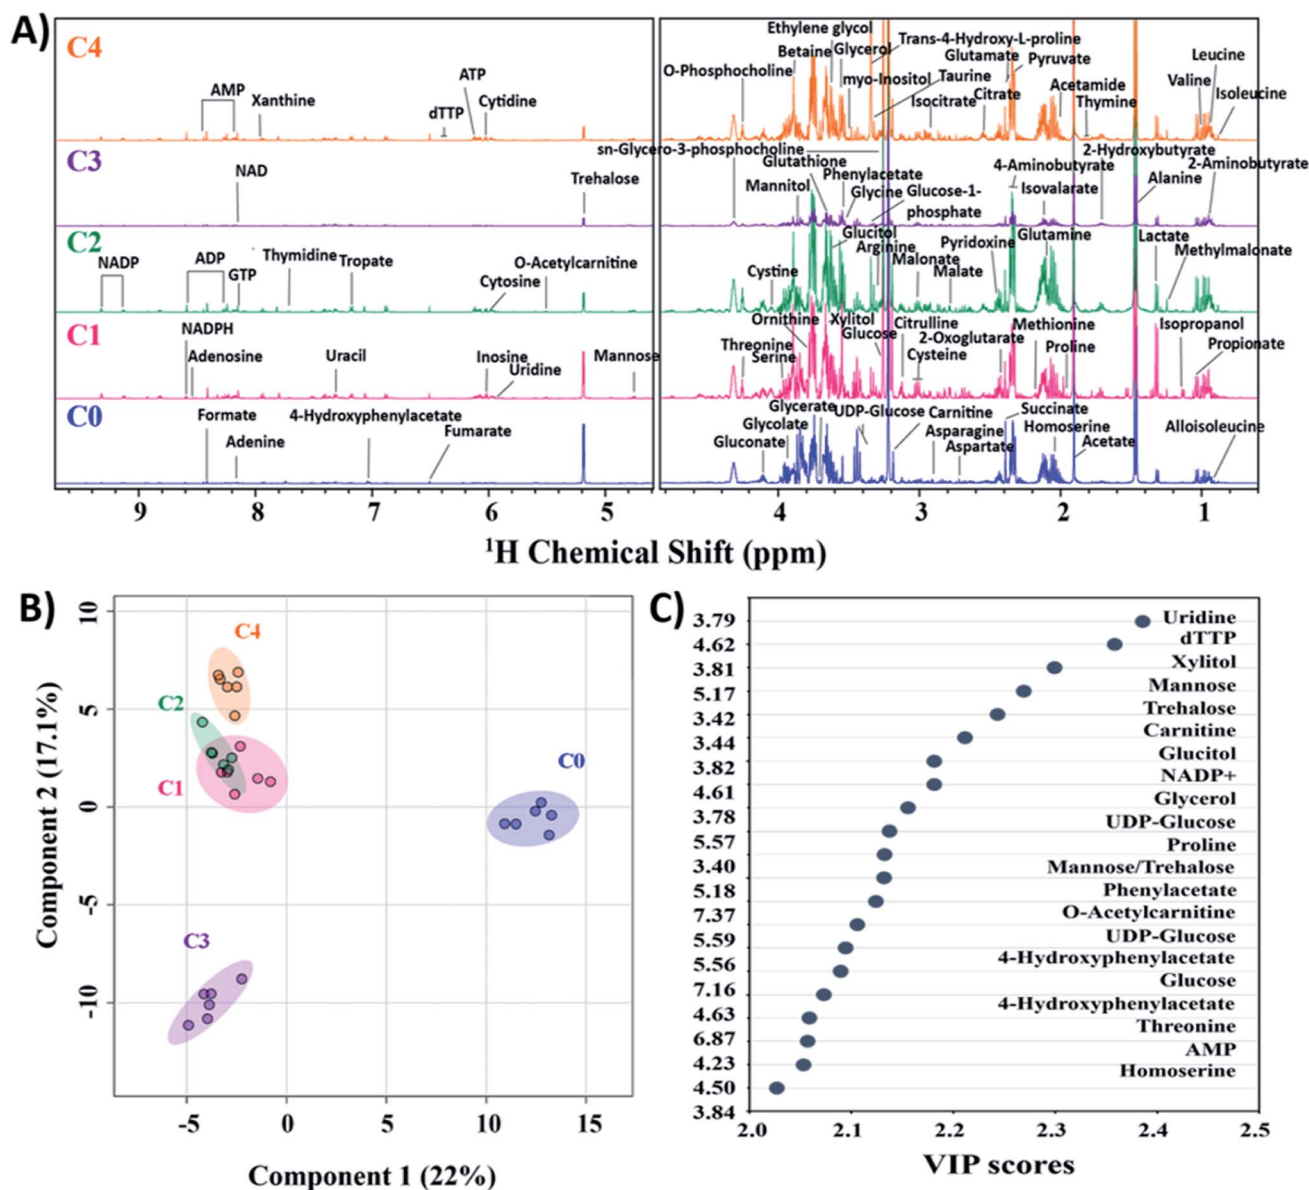 A)
C4
AMP
Xanthine
dTTP
ATP
Cytidine
O-Phosphocholine
Ethylene glycol
Betaine
Glycerol
myo-Inositol
Trans-4-Hydroxy-L-proline
Glutamate
Pyruvate
Taurine
Isocitrate
Citrate
Acetamide
Thymine
Valine
Leucine
Isoleucine
C3
NAD
Trehalose
sn-Glycero-3-phosphocholine
Glutathione
Mannitol
Phenylacetate
Glycine
Glucose-1-
phosphate
4-Aminobutyrate
Isovalarate
2-Hydroxybutyrate
2-Aminobutyrate
Alanine
C2
NADP
ADP
GTP
Thymidine
Tropate
O-Acetylcarnitine
Cytosine
Cystine
Glucitol
Arginine
Malonate
Malate
Pyridoxine
Glutamine
Lactate
Methylmalonate
C1
NADPH
Adenosine
Uracil
Inosine
Uridine
Mannose
Ornithine
Threonine
Serine
Xylitol
Glucose
Citrulline
2-Oxoglutarate
Cysteine
Methionine
Proline
Isopropanol
Propionate
C0
Formate
Adenine
4-Hydroxyphenylacetate
Fumarate
Glycerate
Glycolate
Gluconate
UDP-Glucose
Carnitine
Asparagine
Aspartate
Succinate
Homoserine
Acetate
Alloisoleucine
9 8 7 6 5 4 3 2 1
¹H Chemical Shift (ppm)
B)
C4
C2
C1
C0
C3
10
5
0
-5
-10
-5 0 10 15
Component 2 (17.1%)
Component 1 (22%)
C)
3.79 Uridine
4.62 dTTP
3.81 Xylitol
5.17 Mannose
3.42 Trehalose
3.44 Carnitine
3.82 Glucitol
4.61 NADP+
3.78 Glycerol
5.57 UDP-Glucose
3.40 Proline
5.18 Mannose/Trehalose
7.37 Phenylacetate
5.59 O-Acetylcarnitine
5.56 UDP-Glucose
7.16 4-Hydroxyphenylacetate
4.63 Glucose
6.87 4-Hydroxyphenylacetate
4.23 Threonine
4.50 AMP
3.84 Homoserine
2.0 2.1 2.2 2.3 2.4 2.5
VIP scores